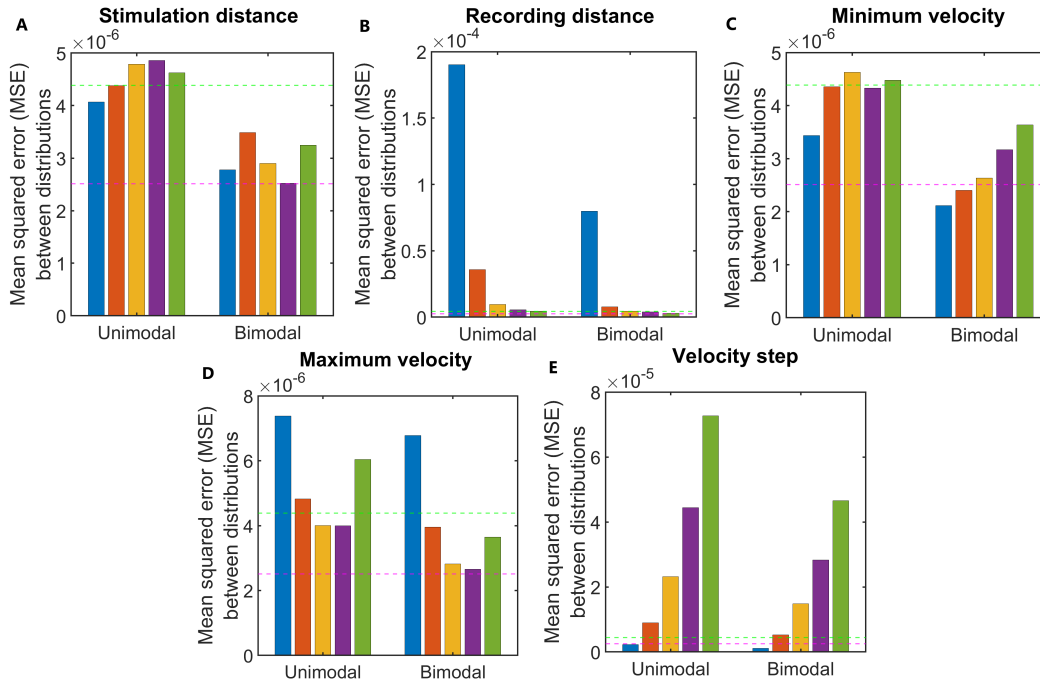 A
Stimulation distance
×10⁻⁶
5
4
3
2
1
0
Mean squared error (MSE)
between distributions
Unimodal
Bimodal
B
Recording distance
×10⁻⁴
2
1.5
1
0.5
0
Mean squared error (MSE)
between distributions
Unimodal
Bimodal
C
Minimum velocity
×10⁻⁶
5
4
3
2
1
0
Mean squared error (MSE)
between distributions
Unimodal
Bimodal
D
Maximum velocity
×10⁻⁶
8
6
4
2
0
Mean squared error (MSE)
between distributions
Unimodal
Bimodal
E
Velocity step
×10⁻⁵
8
6
4
2
0
Mean squared error (MSE)
between distributions
Unimodal
Bimodal